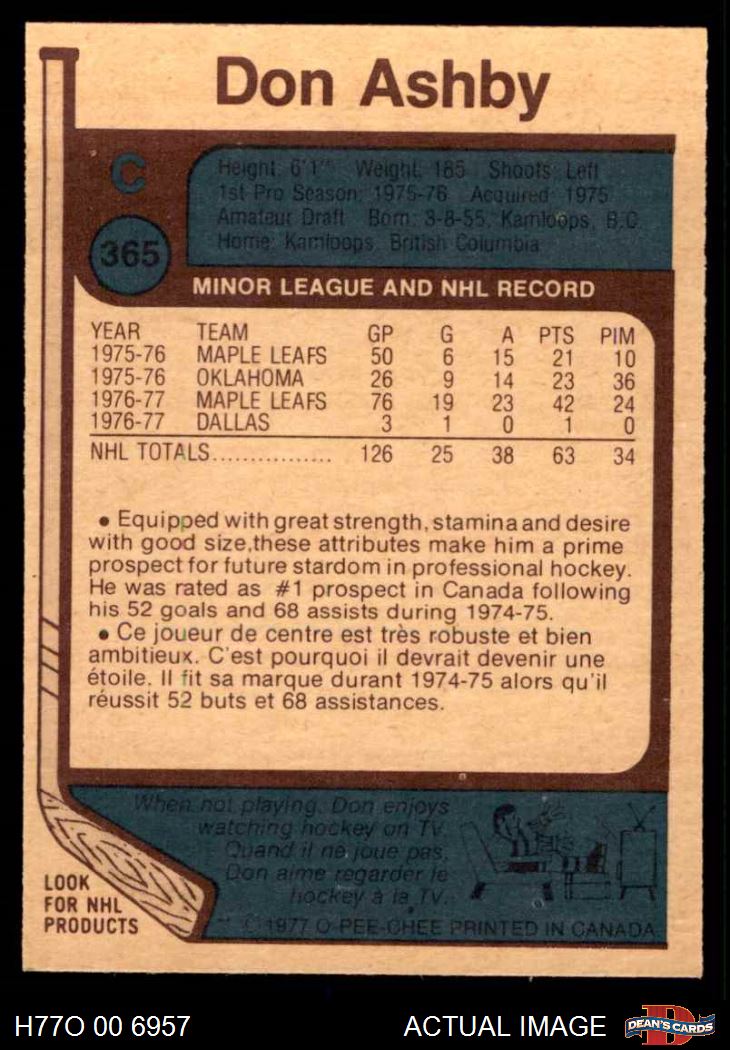 Don Ashby
C
365
Height: 6'1" Weight: 185 Shoots: Left
1st Pro Season: 1975-76 Acquired: 1975
Amateur Draft Born: 3-8-55, Kamloops, B.C.
Home: Kamloops, British Columbia
MINOR LEAGUE AND NHL RECORD
YEAR TEAM GP G A PTS PIM
1975-76 MAPLE LEAFS 50 6 15 21 10
1975-76 OKLAHOMA 26 9 14 23 36
1976-77 MAPLE LEAFS 76 19 23 42 24
1976-77 DALLAS 3 1 0 1 0
NHL TOTALS................ 126 25 38 63 34
• Equipped with great strength, stamina and desire
with good size,these attributes make him a prime
prospect for future stardom in professional hockey.
He was rated as #1 prospect in Canada following
his 52 goals and 68 assists during 1974-75.
• Ce joueur de centre est très robuste et bien
ambitieux. C'est pourquoi il devrait devenir une
étoile. Il fit sa marque durant 1974-75 alors qu'il
réussit 52 buts et 68 assistances.
When not playing, Don enjoys
watching hockey on TV.
Quand il ne joue pas,
Don aime regarder le
hockey à la TV.
LOOK
FOR NHL
PRODUCTS
© 1977 O-PEE-CHEE PRINTED IN CANADA
H77O 00 6957
ACTUAL IMAGE
D
DEAN'S CARDS